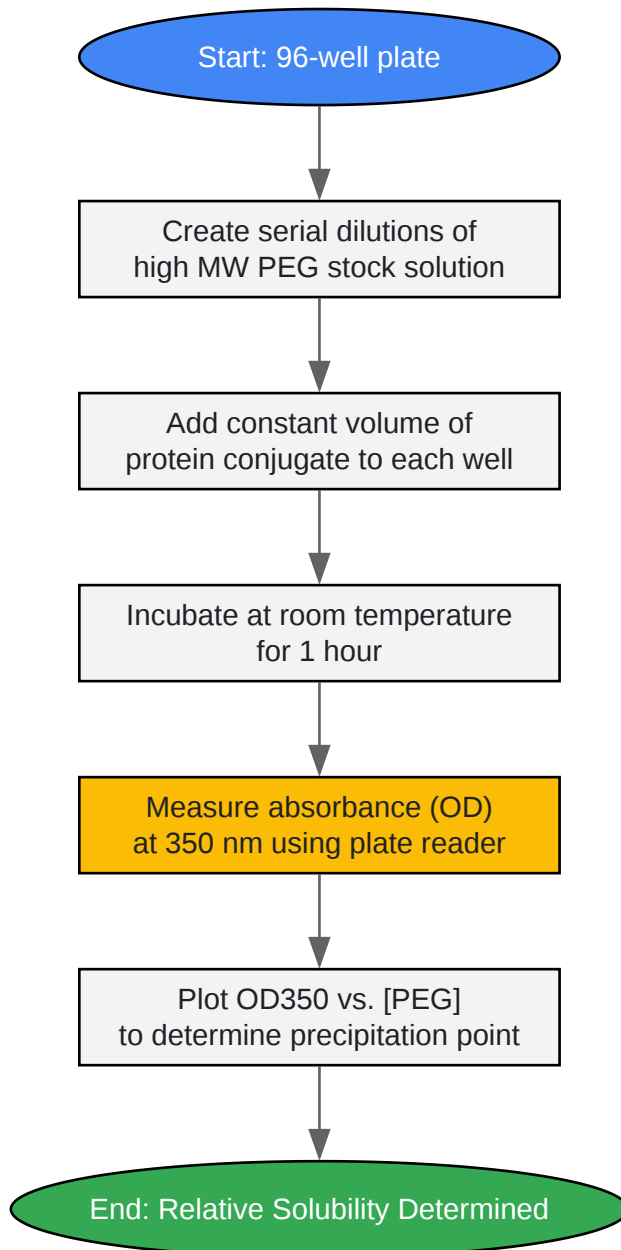 Start: 96-well plate
Create serial dilutions of
high MW PEG stock solution
Add constant volume of
protein conjugate to each well
Incubate at room temperature
for 1 hour
Measure absorbance (OD)
at 350 nm using plate reader
Plot OD350 vs. [PEG]
to determine precipitation point
End: Relative Solubility Determined